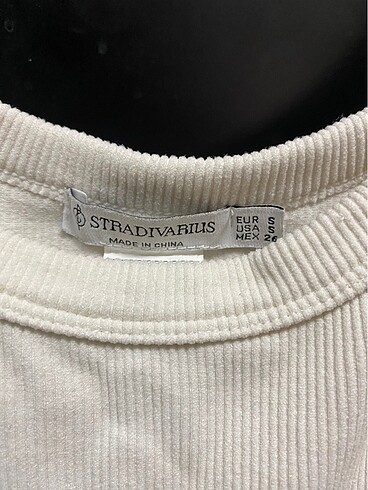 STRADIVARIUS
MADE IN CHINA
EUR S
USA S
MEX 26